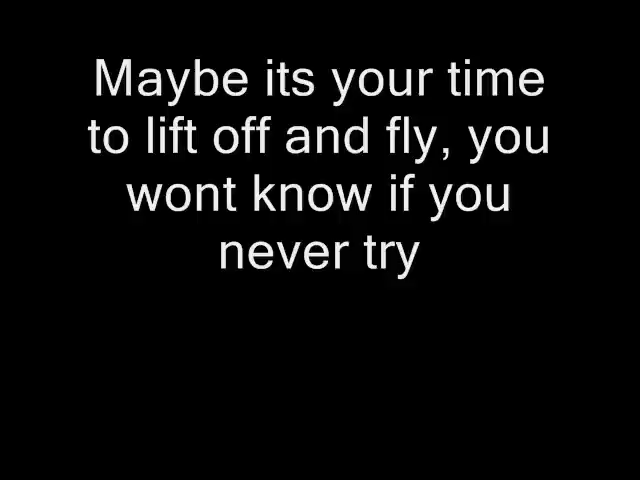 Maybe its your time
to lift off and fly, you
wont know if you
never try